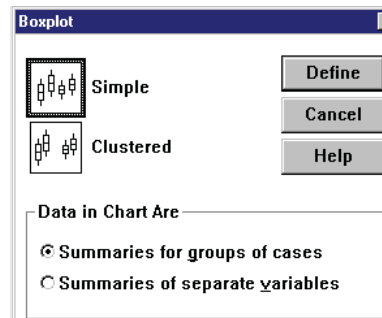 Boxplot
Simple
Clustered
Define
Cancel
Help
Data in Chart Are
Summaries for groups of cases
Summaries of separate variables